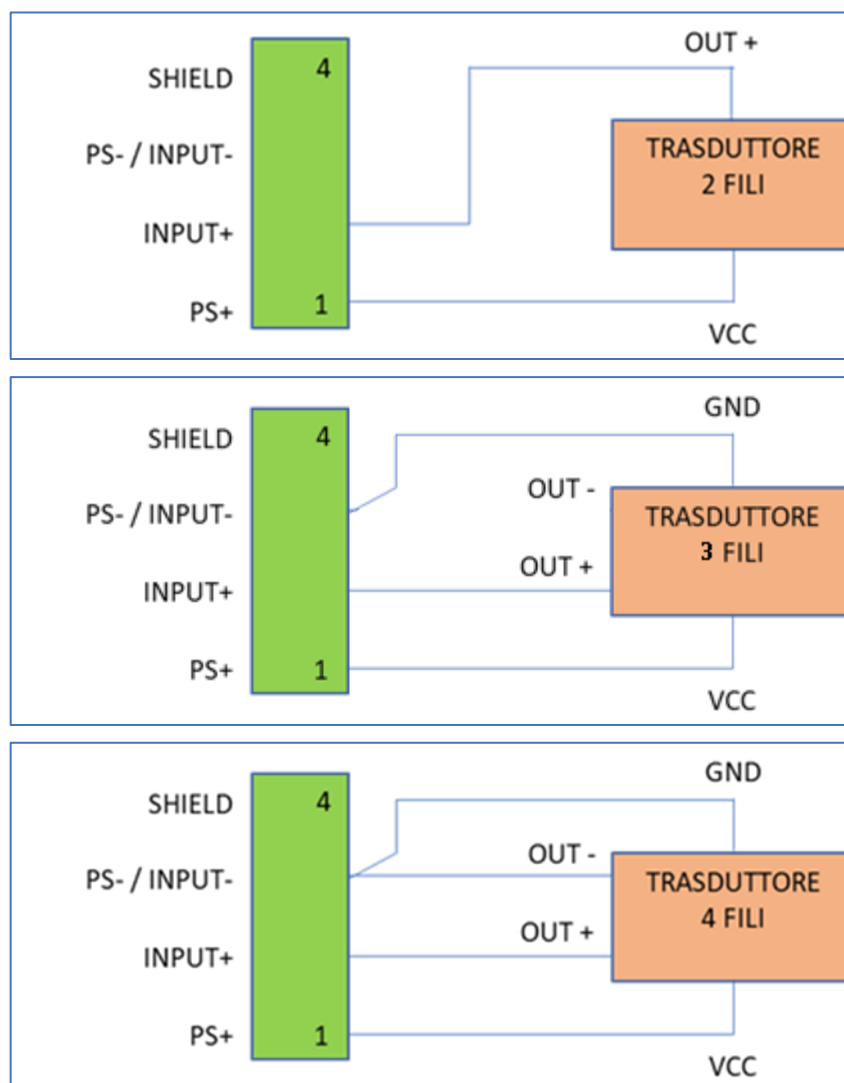 OUT +
4
SHIELD
TRASDUTTORE
2 FILI
PS- / INPUT-
INPUT+
1
PS+
VCC
GND
4
SHIELD
OUT -
PS- / INPUT-
TRASDUTTORE
3 FILI
OUT +
INPUT+
1
PS+
VCC
GND
4
SHIELD
OUT -
PS- / INPUT-
TRASDUTTORE
4 FILI
OUT +
INPUT+
1
PS+
VCC